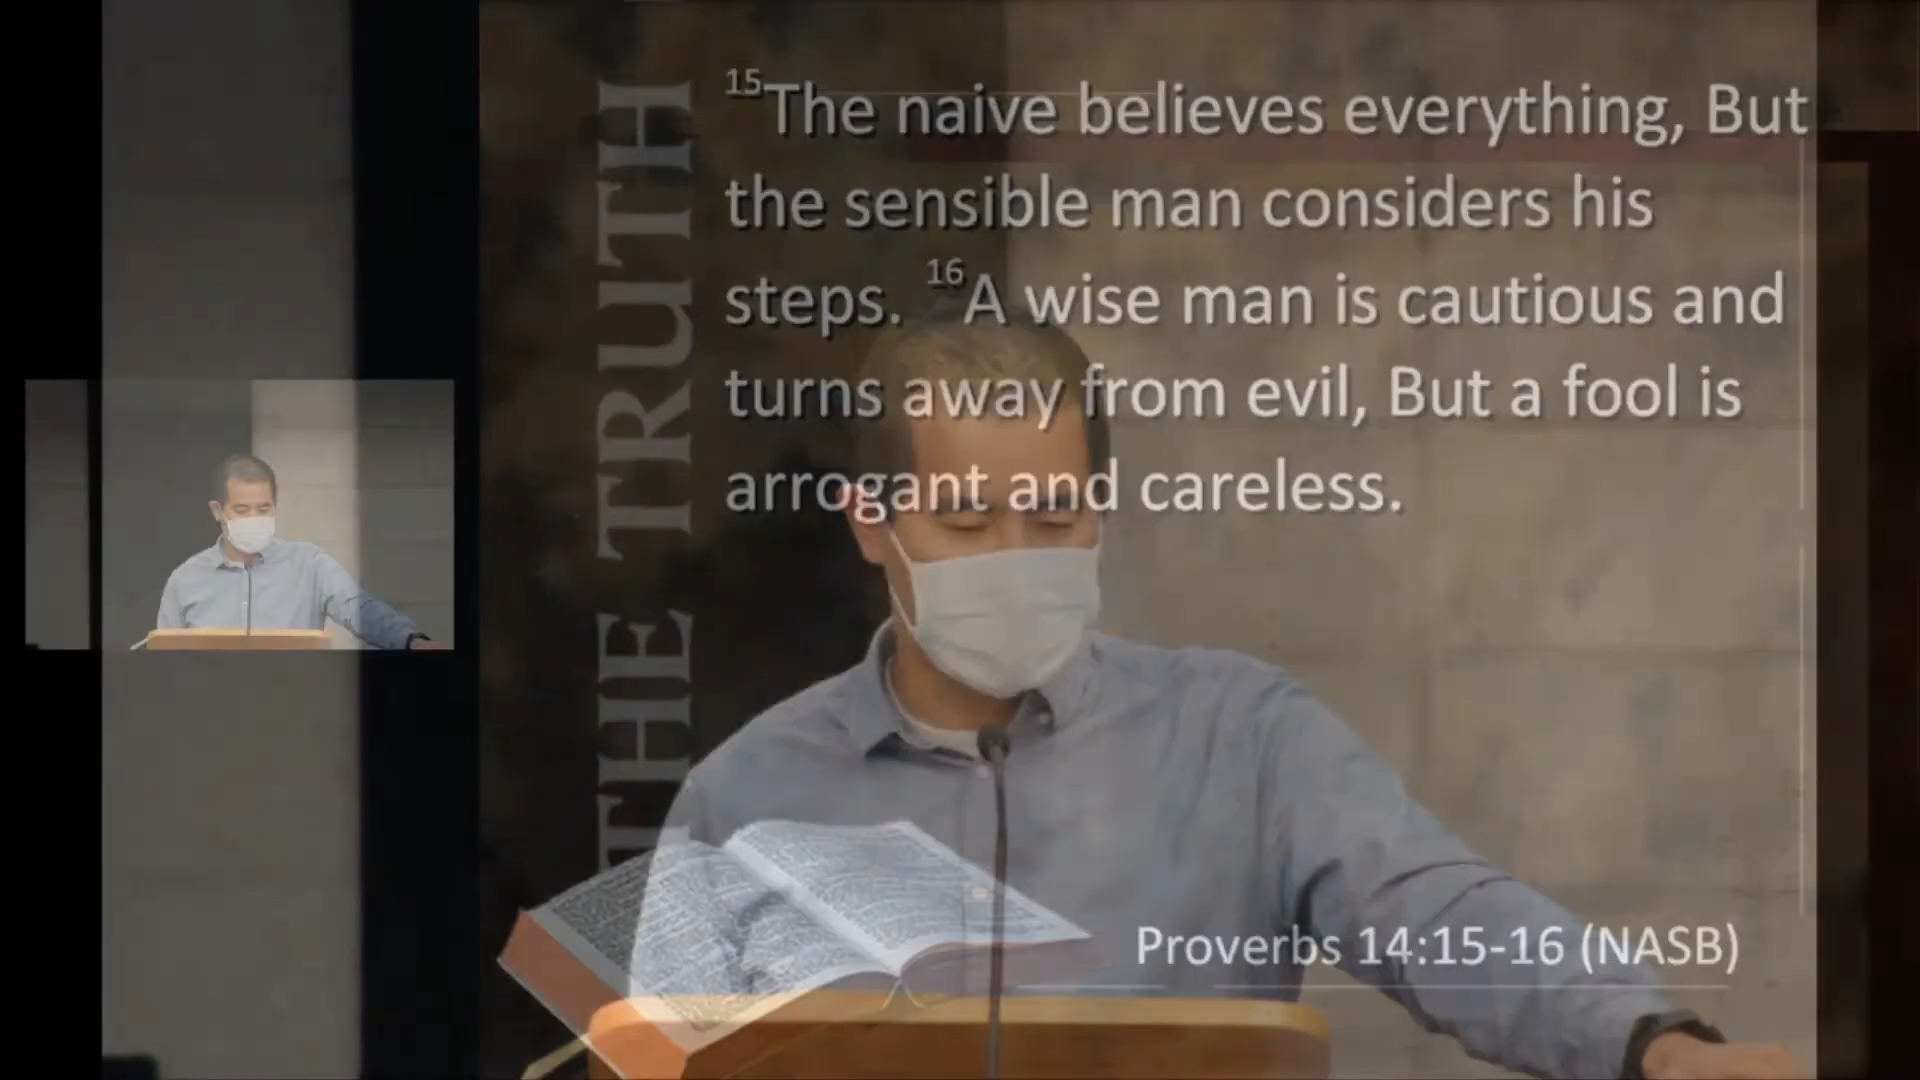 THE TRUTH
¹⁵The naive believes everything, But
the sensible man considers his
steps. ¹⁶A wise man is cautious and
turns away from evil, But a fool is
arrogant and careless.
Proverbs 14:15-16 (NASB)